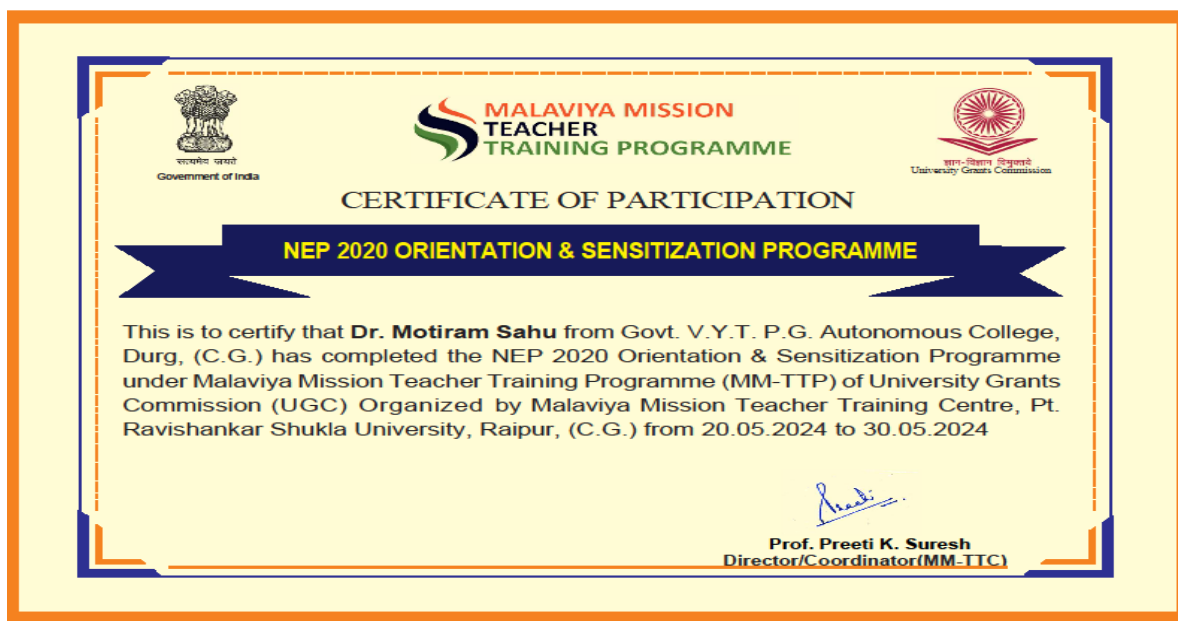 सत्यमेव जयते
Government of India
MALAVIYA MISSION
TEACHER
TRAINING PROGRAMME
ज्ञान-विज्ञान विमुक्तये
University Grants Commission
CERTIFICATE OF PARTICIPATION
NEP 2020 ORIENTATION & SENSITIZATION PROGRAMME
This is to certify that Dr. Motiram Sahu from Govt. V.Y.T. P.G. Autonomous College,
Durg, (C.G.) has completed the NEP 2020 Orientation & Sensitization Programme
under Malaviya Mission Teacher Training Programme (MM-TTP) of University Grants
Commission (UGC) Organized by Malaviya Mission Teacher Training Centre, Pt.
Ravishankar Shukla University, Raipur, (C.G.) from 20.05.2024 to 30.05.2024
Preeti
Prof. Preeti K. Suresh
Director/Coordinator(MM-TTC)